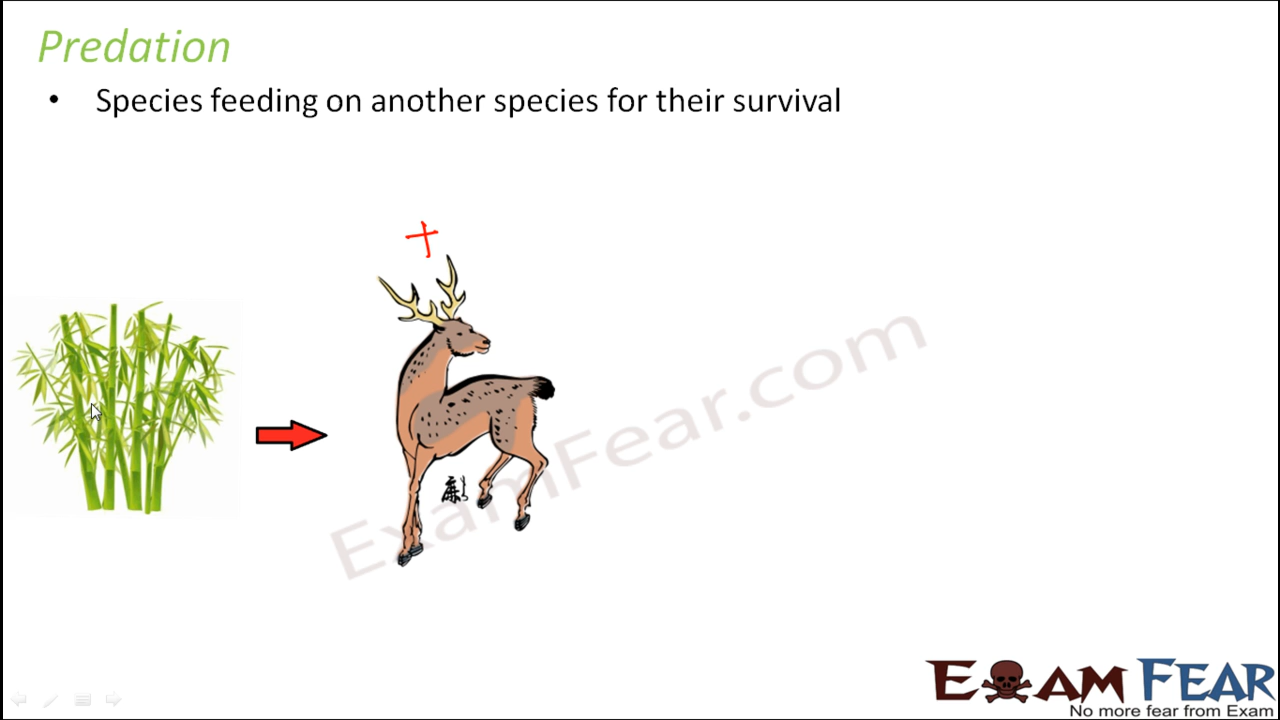 Predation
• Species feeding on another species for their survival
+
ExamFear.com
EXAM FEAR
No more fear from Exam